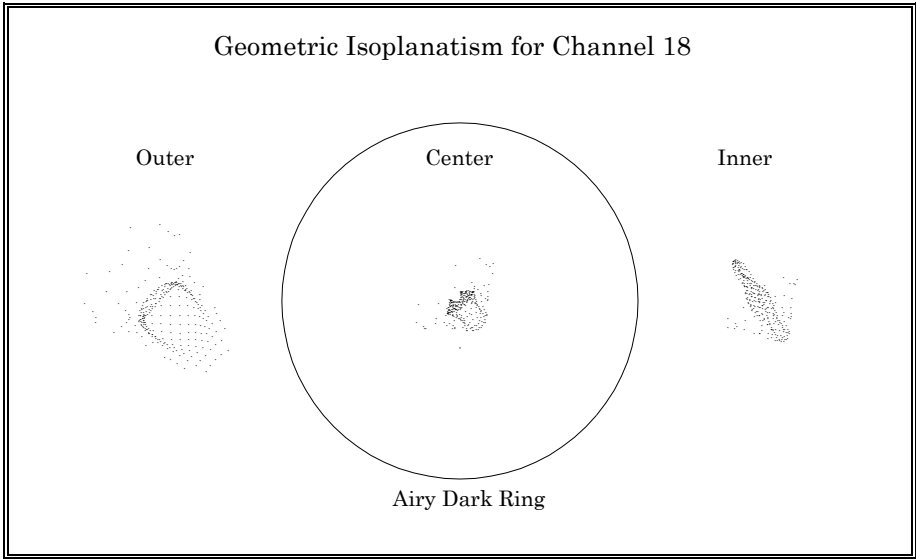 Geometric Isoplanatism for Channel 18
Outer
Center
Inner
Airy Dark Ring